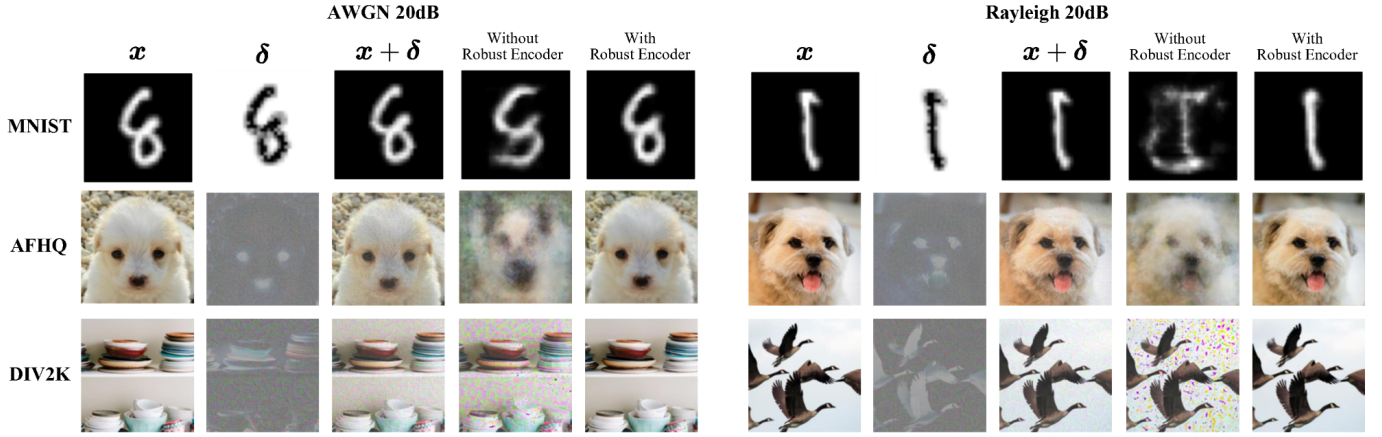 AWGN 20dB
Rayleigh 20dB
x
δ
x + δ
Without
Robust Encoder
With
Robust Encoder
x
δ
x + δ
Without
Robust Encoder
With
Robust Encoder
MNIST
AFHQ
DIV2K